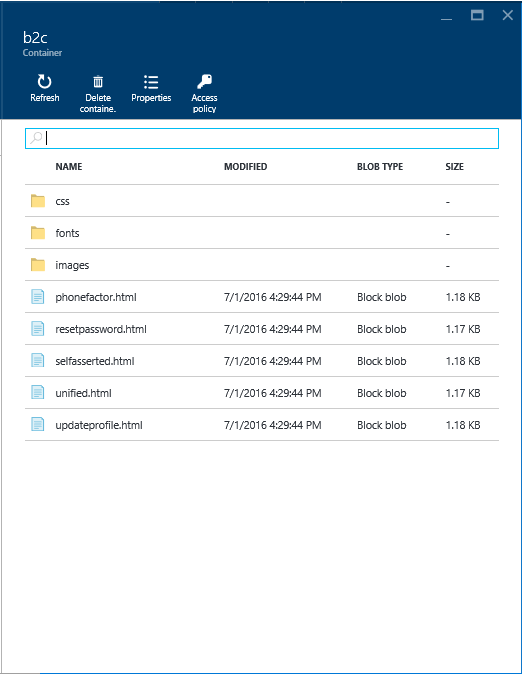 b2c
Container
Refresh
Delete
containe.
Properties
Access
policy
NAME MODIFIED BLOB TYPE SIZE
css -
fonts -
images -
phonefactor.html 7/1/2016 4:29:44 PM Block blob 1.18 KB
resetpassword.html 7/1/2016 4:29:44 PM Block blob 1.17 KB
selfasserted.html 7/1/2016 4:29:44 PM Block blob 1.18 KB
unified.html 7/1/2016 4:29:44 PM Block blob 1.17 KB
updateprofile.html 7/1/2016 4:29:44 PM Block blob 1.18 KB